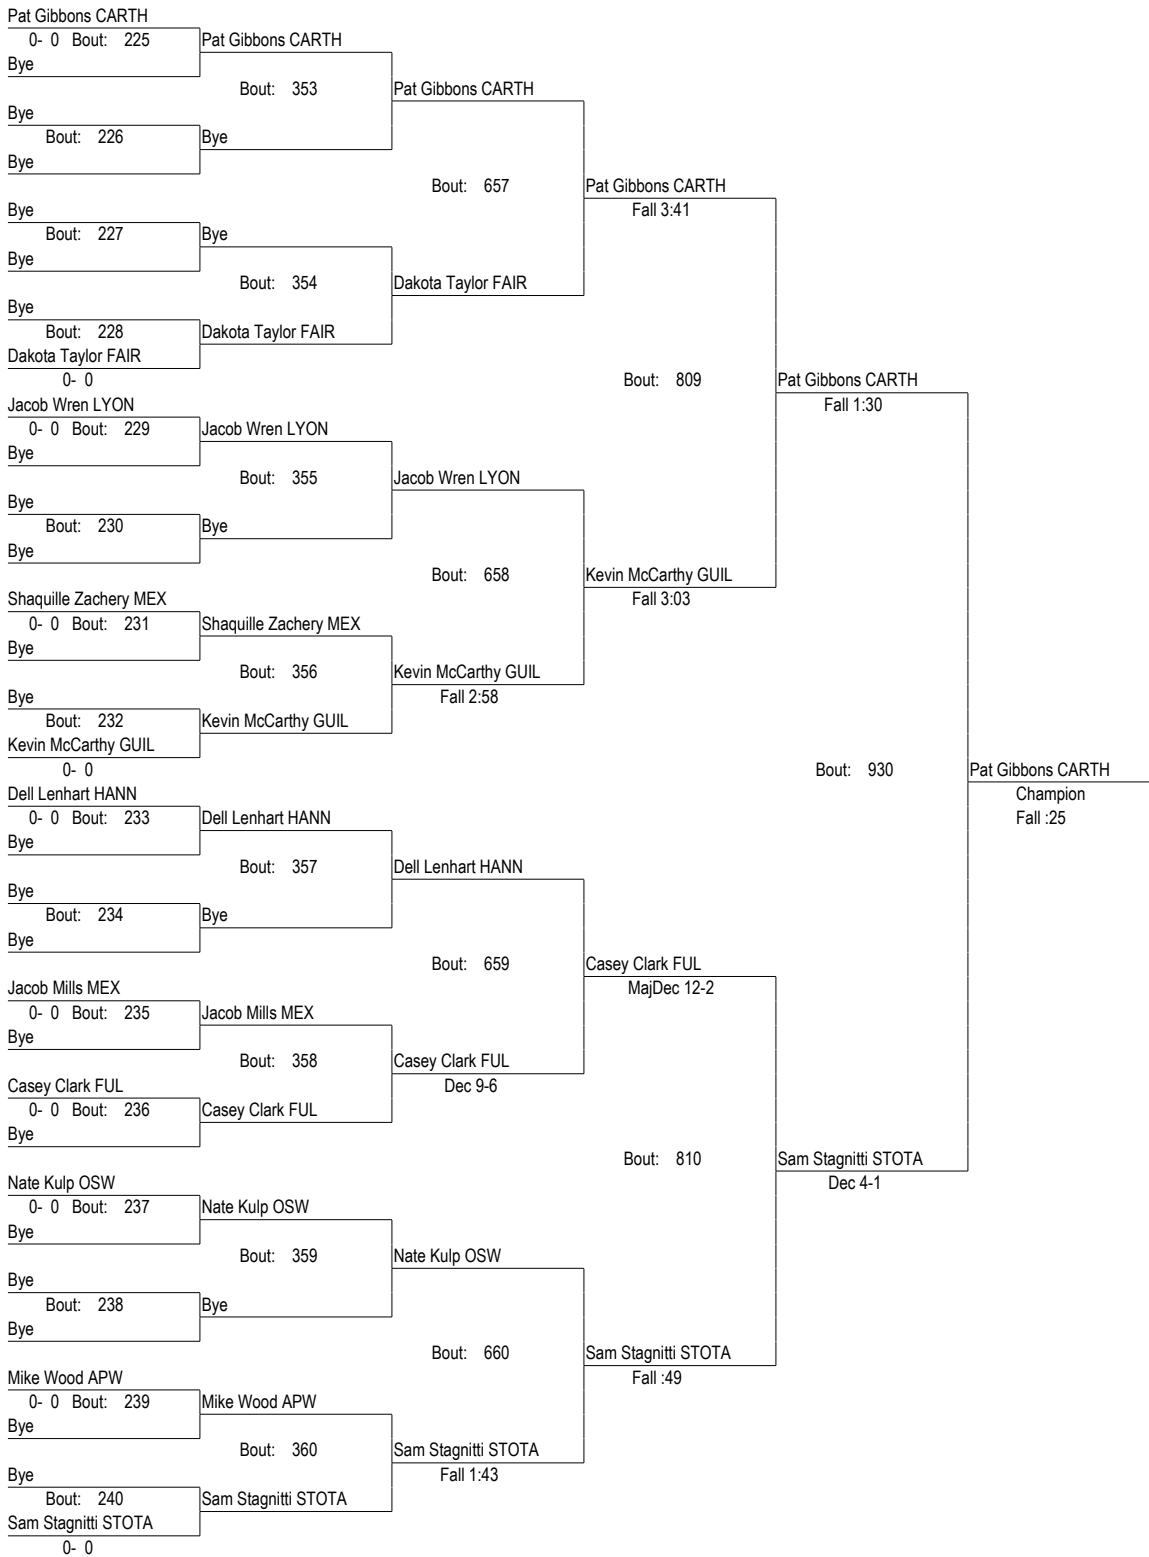 Pat Gibbons CARTH
0- 0 Bout: 225 Pat Gibbons CARTH
Bye
Bout: 353 Pat Gibbons CARTH
Bye
Bout: 226 Bye
Bye
Bout: 657 Pat Gibbons CARTH
Bye Fall 3:41
Bout: 227 Bye
Bye
Bout: 354 Dakota Taylor FAIR
Bye
Bout: 228 Dakota Taylor FAIR
Dakota Taylor FAIR
0- 0 Bout: 809 Pat Gibbons CARTH
Jacob Wren LYON Fall 1:30
0- 0 Bout: 229 Jacob Wren LYON
Bye
Bout: 355 Jacob Wren LYON
Bye
Bout: 230 Bye
Bye
Bout: 658 Kevin McCarthy GUIL
Shaquille Zachery MEX Fall 3:03
0- 0 Bout: 231 Shaquille Zachery MEX
Bye
Bout: 356 Kevin McCarthy GUIL
Bye Fall 2:58
Bout: 232 Kevin McCarthy GUIL
Kevin McCarthy GUIL
0- 0 Bout: 930 Pat Gibbons CARTH
Dell Lenhart HANN Champion
0- 0 Bout: 233 Dell Lenhart HANN Fall :25
Bye
Bout: 357 Dell Lenhart HANN
Bye
Bout: 234 Bye
Bye
Bout: 659 Casey Clark FUL
Jacob Mills MEX MajDec 12-2
0- 0 Bout: 235 Jacob Mills MEX
Bye
Bout: 358 Casey Clark FUL
Casey Clark FUL Dec 9-6
0- 0 Bout: 236 Casey Clark FUL
Bye
Bout: 810 Sam Stagnitti STOTA
Nate Kulp OSW Dec 4-1
0- 0 Bout: 237 Nate Kulp OSW
Bye
Bout: 359 Nate Kulp OSW
Bye
Bout: 238 Bye
Bye
Bout: 660 Sam Stagnitti STOTA
Mike Wood APW Fall :49
0- 0 Bout: 239 Mike Wood APW
Bye
Bout: 360 Sam Stagnitti STOTA
Bye Fall 1:43
Bout: 240 Sam Stagnitti STOTA
Sam Stagnitti STOTA
0- 0